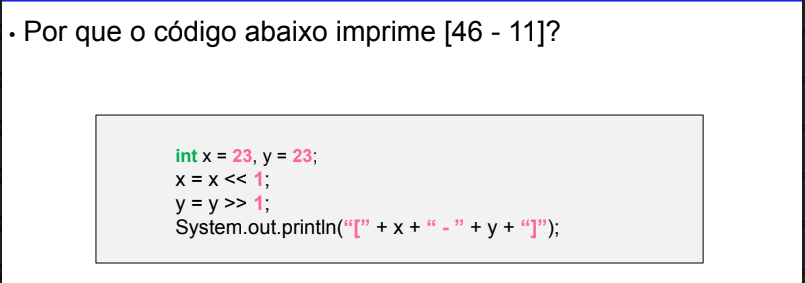 • Por que o código abaixo imprime [46 - 11]?
int x = 23, y = 23;
x = x << 1;
y = y >> 1;
System.out.println(“[” + x + “ - ” + y + “]”);